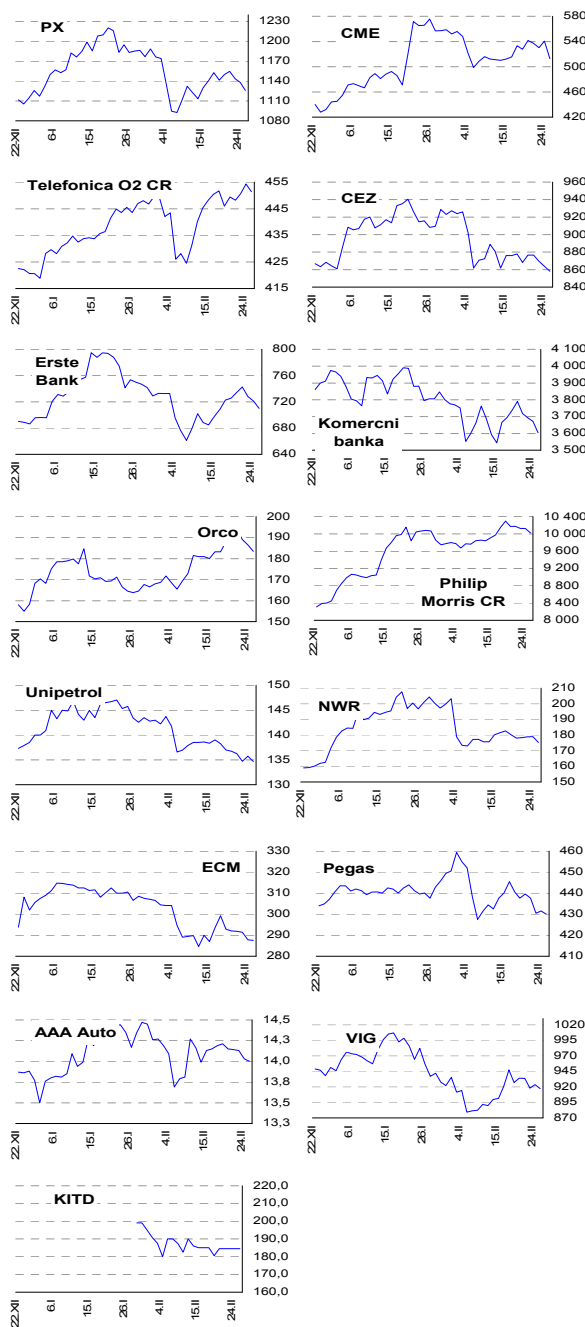 PX
1230
1200
1170
1140
1110
1080
22.XII
6.I
15.I
26.I
4.II
15.II
24.II
CME
580
540
500
460
420
22.XII
6.I
15.I
26.I
4.II
15.II
24.II
Telefonica O2 CR
455
445
435
425
415
22.XII
6.I
15.I
26.I
4.II
15.II
24.II
CEZ
960
940
920
900
880
860
840
22.XII
6.I
15.I
26.I
4.II
15.II
24.II
Erste
Bank
800
760
720
680
640
22.XII
6.I
15.I
26.I
4.II
15.II
24.II
Komercni
banka
4 100
4 000
3 900
3 800
3 700
3 600
3 500
22.XII
6.I
15.I
26.I
4.II
15.II
24.II
Orco
200
190
180
170
160
150
22.XII
6.I
15.I
26.I
4.II
15.II
24.II
Philip
Morris CR
10 400
10 000
9 600
9 200
8 800
8 400
8 000
22.XII
6.I
15.I
26.I
4.II
15.II
24.II
Unipetrol
150
145
140
135
130
22.XII
6.I
15.I
26.I
4.II
15.II
24.II
NWR
210
200
190
180
170
160
150
22.XII
6.I
15.I
26.I
4.II
15.II
24.II
ECM
330
320
310
300
290
280
22.XII
6.I
15.I
26.I
4.II
15.II
24.II
Pegas
460
450
440
430
420
410
22.XII
6.I
15.I
26.I
4.II
15.II
24.II
AAA Auto
14,5
14,3
14,0
13,8
13,5
13,3
22.XII
6.I
15.I
26.I
4.II
15.II
24.II
VIG
1020
995
970
945
920
895
870
22.XII
6.I
15.I
26.I
4.II
15.II
24.II
KITD
220,0
210,0
200,0
190,0
180,0
170,0
160,0
22.XII
6.I
15.I
26.I
4.II
15.II
24.II